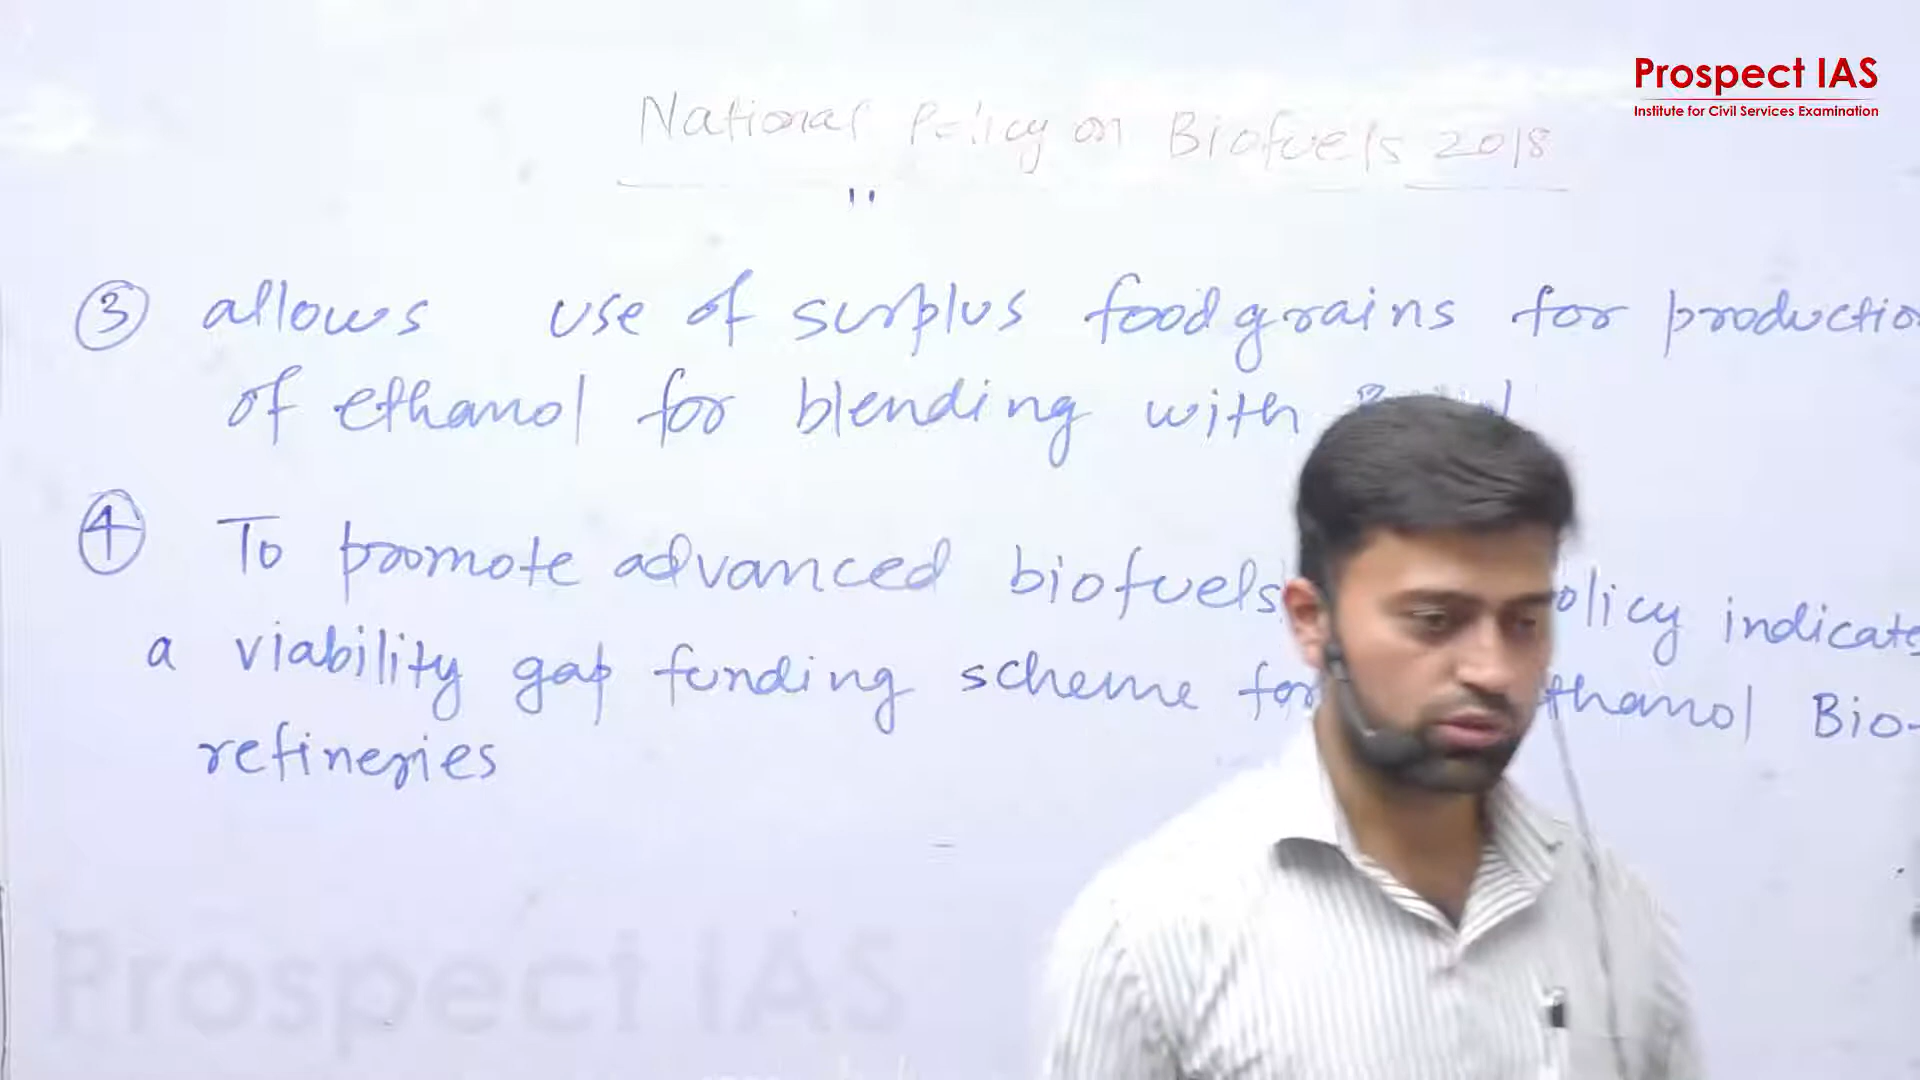 Prospect IAS
Institute for Civil Services Examination
National Policy on Biofuels 2018
"
③ allows use of surplus foodgrains for productio
of ethanol for blending with
④ To promote advanced biofuels olicy indicates
a viability gap funding scheme for thanol Bio-
refineries
Prospect IAS